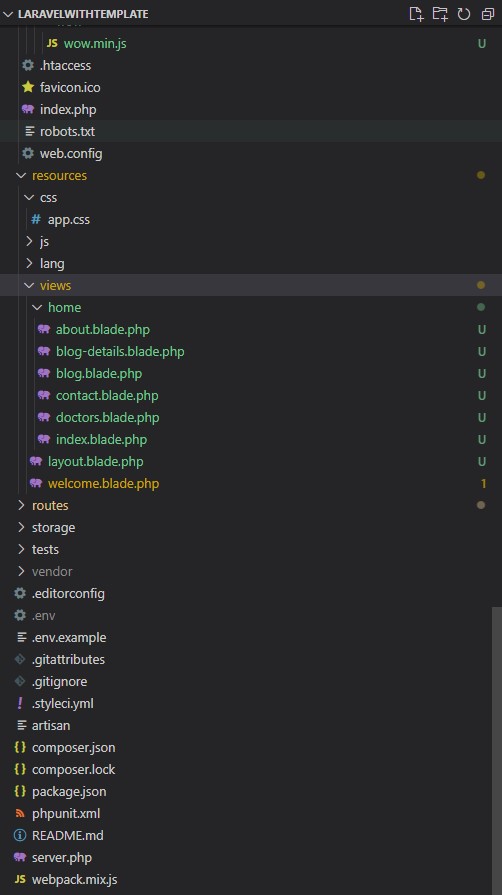 LARAVELWITHTEMPLATE
JS wow.min.js U
.htaccess
favicon.ico
index.php
robots.txt
web.config
resources
css
# app.css
js
lang
views
home
about.blade.php U
blog-details.blade.php U
blog.blade.php U
contact.blade.php U
doctors.blade.php U
index.blade.php U
layout.blade.php U
welcome.blade.php 1
routes
storage
tests
vendor
.editorconfig
.env
.env.example
.gitattributes
.gitignore
! .styleci.yml
artisan
{} composer.json
{} composer.lock
{} package.json
phpunit.xml
README.md
server.php
JS webpack.mix.js